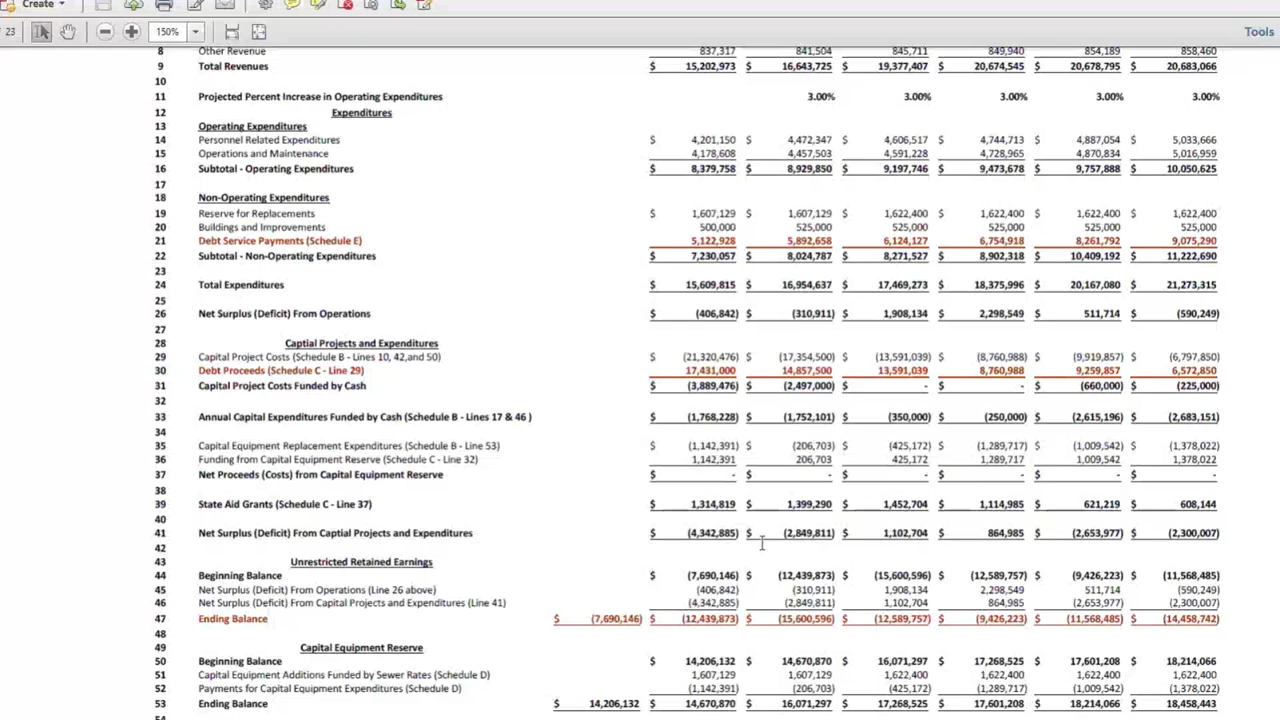 Create
23 150% Tools
8 Other Revenue 837,317 841,504 845,711 849,940 854,189 858,460
9 Total Revenues $ 15,202,973 $ 16,643,725 $ 19,377,407 $ 20,674,545 $ 20,678,795 $ 20,683,066
10
11 Projected Percent Increase in Operating Expenditures 3.00% 3.00% 3.00% 3.00% 3.00%
12 Expenditures
13 Operating Expenditures
14 Personnel Related Expenditures $ 4,201,150 $ 4,472,347 $ 4,606,517 $ 4,744,713 $ 4,887,054 $ 5,033,666
15 Operations and Maintenance 4,178,608 4,457,503 4,591,228 4,728,965 4,870,834 5,016,959
16 Subtotal - Operating Expenditures $ 8,379,758 $ 8,929,850 $ 9,197,746 $ 9,473,678 $ 9,757,888 $ 10,050,625
17
18 Non-Operating Expenditures
19 Reserve for Replacements $ 1,607,129 $ 1,607,129 $ 1,622,400 $ 1,622,400 $ 1,622,400 $ 1,622,400
20 Buildings and Improvements 500,000 525,000 525,000 525,000 525,000 525,000
21 Debt Service Payments (Schedule E) 5,122,928 5,892,658 6,124,127 6,754,918 8,261,792 9,075,290
22 Subtotal - Non-Operating Expenditures $ 7,230,057 $ 8,024,787 $ 8,271,527 $ 8,902,318 $ 10,409,192 $ 11,222,690
23
24 Total Expenditures $ 15,609,815 $ 16,954,637 $ 17,469,273 $ 18,375,996 $ 20,167,080 $ 21,273,315
25
26 Net Surplus (Deficit) From Operations $ (406,842) $ (310,911) $ 1,908,134 $ 2,298,549 $ 511,714 $ (590,249)
27
28 Captial Projects and Expenditures
29 Capital Project Costs (Schedule B - Lines 10, 42,and 50) $ (21,320,476) $ (17,354,500) $ (13,591,039) $ (8,760,988) $ (9,919,857) $ (6,797,850)
30 Debt Proceeds (Schedule C - Line 29) 17,431,000 14,857,500 13,591,039 8,760,988 9,259,857 6,572,850
31 Capital Project Costs Funded by Cash $ (3,889,476) $ (2,497,000) $ - $ - $ (660,000) $ (225,000)
32
33 Annual Capital Expenditures Funded by Cash (Schedule B - Lines 17 & 46 ) $ (1,768,228) $ (1,752,101) $ (350,000) $ (250,000) $ (2,615,196) $ (2,683,151)
34
35 Capital Equipment Replacement Expenditures (Schedule B - Line 53) $ (1,142,391) $ (206,703) $ (425,172) $ (1,289,717) $ (1,009,542) $ (1,378,022)
36 Funding from Capital Equipment Reserve (Schedule C - Line 32) 1,142,391 206,703 425,172 1,289,717 1,009,542 1,378,022
37 Net Proceeds (Costs) from Capital Equipment Reserve $ - $ - $ - $ - $ - $ -
38
39 State Aid Grants (Schedule C - Line 37) $ 1,314,819 $ 1,399,290 $ 1,452,704 $ 1,114,985 $ 621,219 $ 608,144
40
41 Net Surplus (Deficit) From Captial Projects and Expenditures $ (4,342,885) $ (2,849,811) $ 1,102,704 $ 864,985 $ (2,653,977) $ (2,300,007)
42
43 Unrestricted Retained Earnings
44 Beginning Balance $ (7,690,146) $ (12,439,873) $ (15,600,596) $ (12,589,757) $ (9,426,223) $ (11,568,485)
45 Net Surplus (Deficit) From Operations (Line 26 above) (406,842) (310,911) 1,908,134 2,298,549 511,714 (590,249)
46 Net Surplus (Deficit) From Capital Projects and Expenditures (Line 41) (4,342,885) (2,849,811) 1,102,704 864,985 (2,653,977) (2,300,007)
47 Ending Balance $ (7,690,146) $ (12,439,873) $ (15,600,596) $ (12,589,757) $ (9,426,223) $ (11,568,485) $ (14,458,742)
48
49 Capital Equipment Reserve
50 Beginning Balance $ 14,206,132 $ 14,670,870 $ 16,071,297 $ 17,268,525 $ 17,601,208 $ 18,214,066
51 Capital Equipment Additions Funded by Sewer Rates (Schedule D) 1,607,129 1,607,129 1,622,400 1,622,400 1,622,400 1,622,400
52 Payments for Capital Equipment Expenditures (Schedule D) (1,142,391) (206,703) (425,172) (1,289,717) (1,009,542) (1,378,022)
53 Ending Balance $ 14,206,132 $ 14,670,870 $ 16,071,297 $ 17,268,525 $ 17,601,208 $ 18,214,066 $ 18,458,443